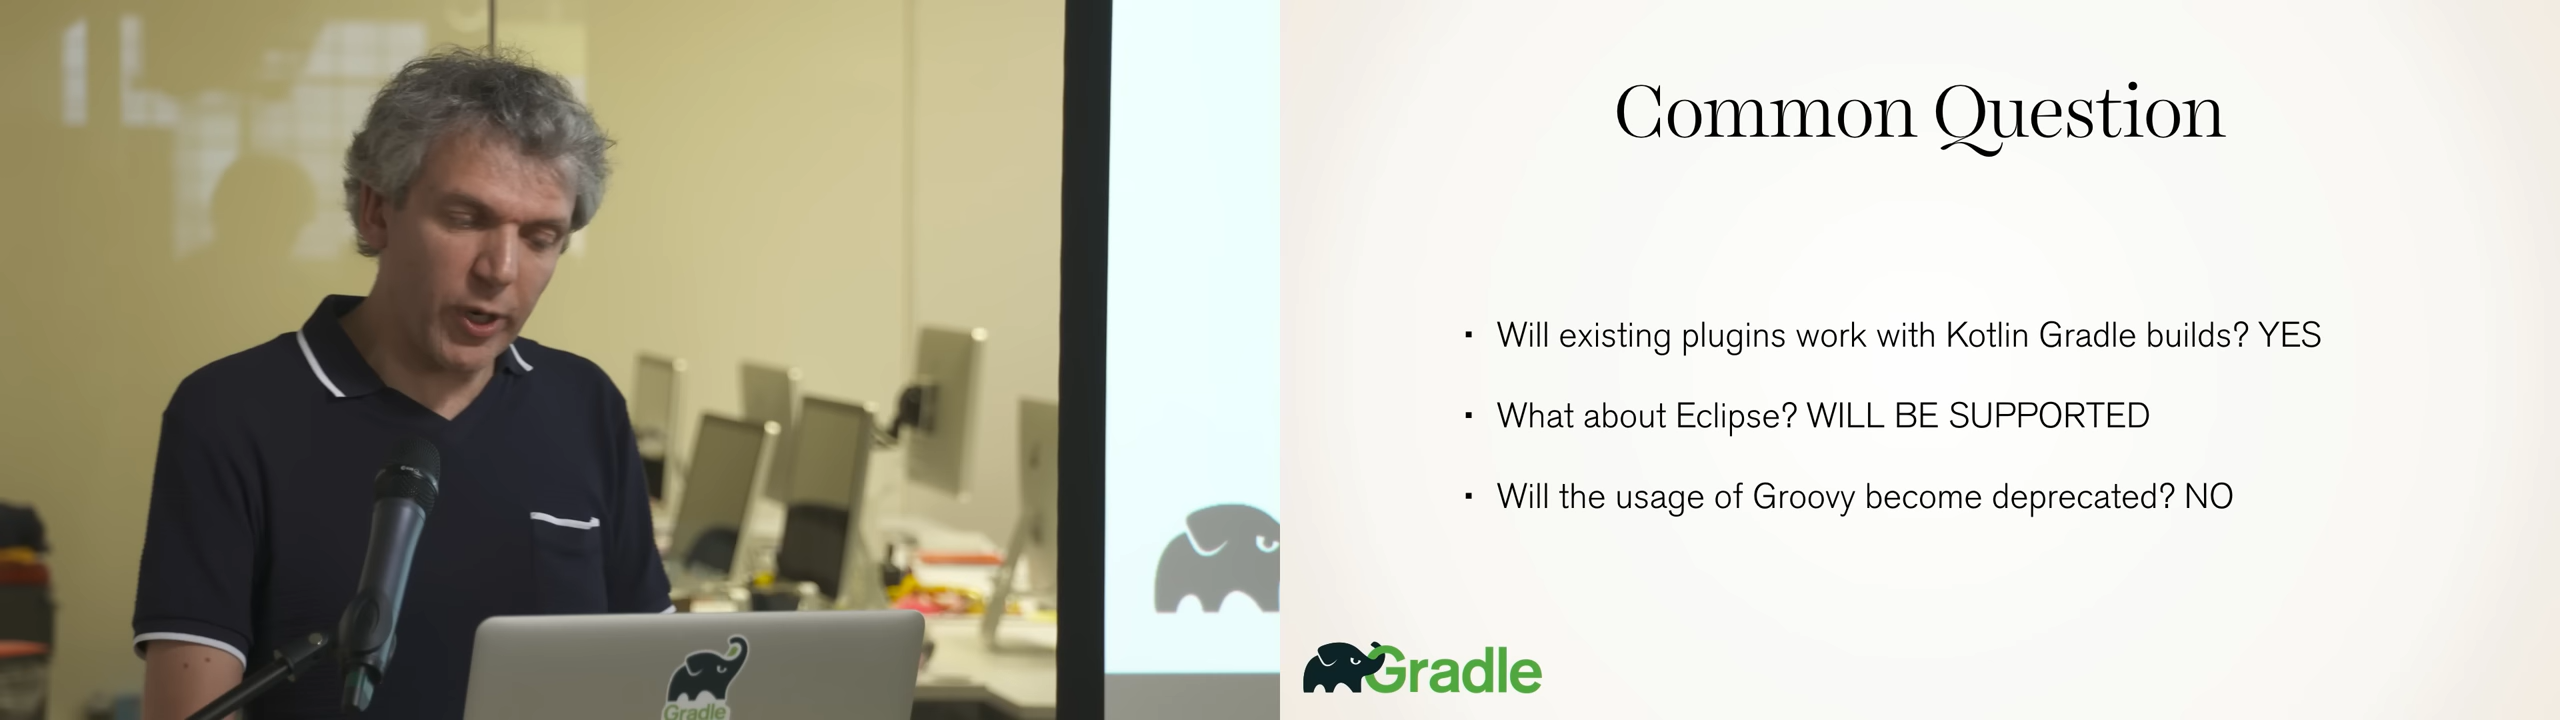 Common Question
▪ Will existing plugins work with Kotlin Gradle builds? YES
▪ What about Eclipse? WILL BE SUPPORTED
▪ Will the usage of Groovy become deprecated? NO
Gradle
Gradle